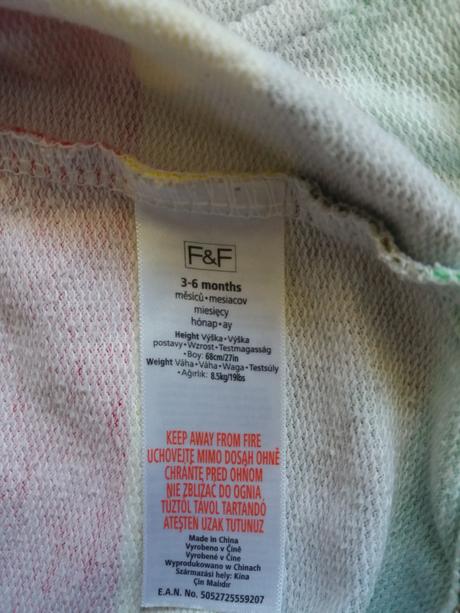 F&F
3-6 months
měsíců•mesiacov
miesięcy
hónap•ay
Height Výška•Výška
postavy•Wzrost•Testmagasság
•Boy: 68cm/27in
Weight Váha•Váha•Waga•Testsúly
•Ağırlık: 8.5kg/19lbs
KEEP AWAY FROM FIRE
UCHOVEJTE MIMO DOSAH OHNĚ
CHRÁŇTE PRED OHŇOM
NIE ZBLIŻAĆ DO OGNIA
TŰZTŐL TÁVOL TARTANDÓ
ATEŞTEN UZAK TUTUNUZ
Made in China
Vyrobeno v Číně
Vyrobené v Číne
Wyprodukowano w Chinach
Származási hely: Kína
Çin Malıdır
E.A.N. No. 5052725559207